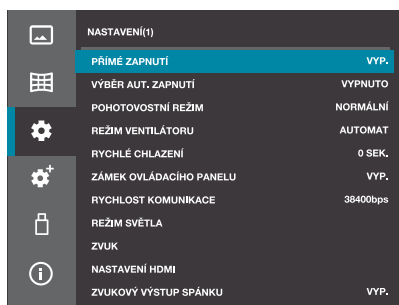 NASTAVENÍ(1)
PŘÍMÉ ZAPNUTÍ VYP.
VÝBĚR AUT. ZAPNUTÍ VYPNUTO
POHOTOVOSTNÍ REŽIM NORMÁLNÍ
REŽIM VENTILÁTORU AUTOMAT
RYCHLÉ CHLAZENÍ 0 SEK.
ZÁMEK OVLÁDACÍHO PANELU VYP.
RYCHLOST KOMUNIKACE 38400bps
REŽIM SVĚTLA
ZVUK
NASTAVENÍ HDMI
ZVUKOVÝ VÝSTUP SPÁNKU VYP.